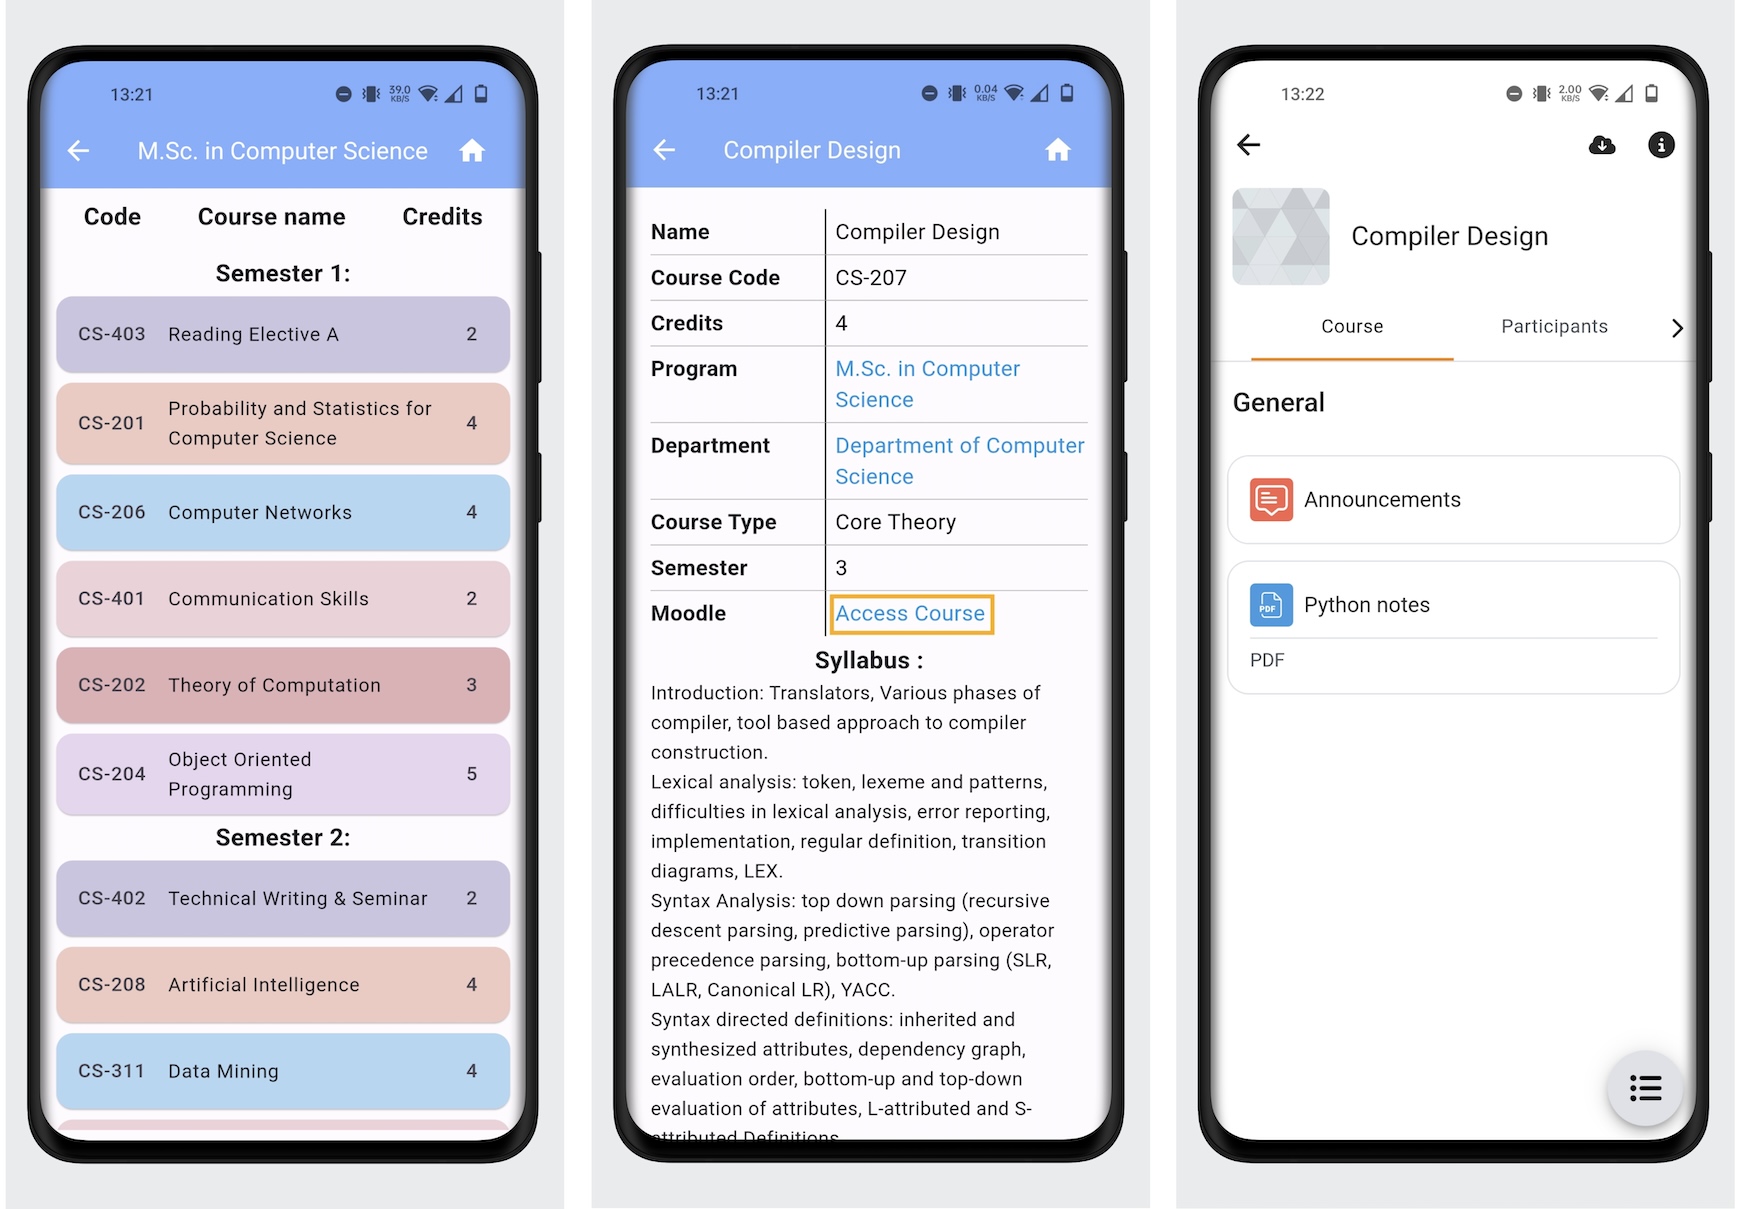 13:21
39.0
KB/S
M.Sc. in Computer Science
Code Course name Credits
Semester 1:
CS-403 Reading Elective A 2
CS-201 Probability and Statistics for Computer Science 4
CS-206 Computer Networks 4
CS-401 Communication Skills 2
CS-202 Theory of Computation 3
CS-204 Object Oriented Programming 5
Semester 2:
CS-402 Technical Writing & Seminar 2
CS-208 Artificial Intelligence 4
CS-311 Data Mining 4
13:21
0.04
KB/S
Compiler Design
Name Compiler Design
Course Code CS-207
Credits 4
Program M.Sc. in Computer
Science
Department Department of Computer
Science
Course Type Core Theory
Semester 3
Moodle Access Course
Syllabus :
Introduction: Translators, Various phases of
compiler, tool based approach to compiler
construction.
Lexical analysis: token, lexeme and patterns,
difficulties in lexical analysis, error reporting,
implementation, regular definition, transition
diagrams, LEX.
Syntax Analysis: top down parsing (recursive
descent parsing, predictive parsing), operator
precedence parsing, bottom-up parsing (SLR,
LALR, Canonical LR), YACC.
Syntax directed definitions: inherited and
synthesized attributes, dependency graph,
evaluation order, bottom-up and top-down
evaluation of attributes, L-attributed and S-
attributed Definitions
13:22
2.00
KB/S
Compiler Design
Course Participants
General
Announcements
PDF
Python notes
PDF